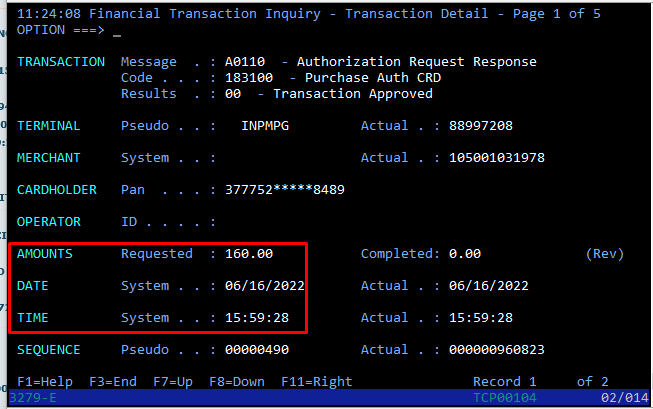 11:24:08 Financial Transaction Inquiry - Transaction Detail - Page 1 of 5
OPTION ===> _
TRANSACTION Message . : A0110 - Authorization Request Response
Code . . . : 183100 - Purchase Auth CRD
Results . : 00 - Transaction Approved
TERMINAL Pseudo . . : INPMPG Actual . : 88997208
MERCHANT System . . : Actual . : 105001031978
CARDHOLDER Pan . . . : 377752*****8489
OPERATOR ID . . . . :
AMOUNTS Requested : 160.00 Completed: 0.00 (Rev)
DATE System . . : 06/16/2022 Actual . : 06/16/2022
TIME System . . : 15:59:28 Actual . : 15:59:28
SEQUENCE Pseudo . . : 00000490 Actual . : 000000960823
F1=Help F3=End F7=Up F8=Down F11=Right Record 1 of 2
3279-E TCP00104 02/014